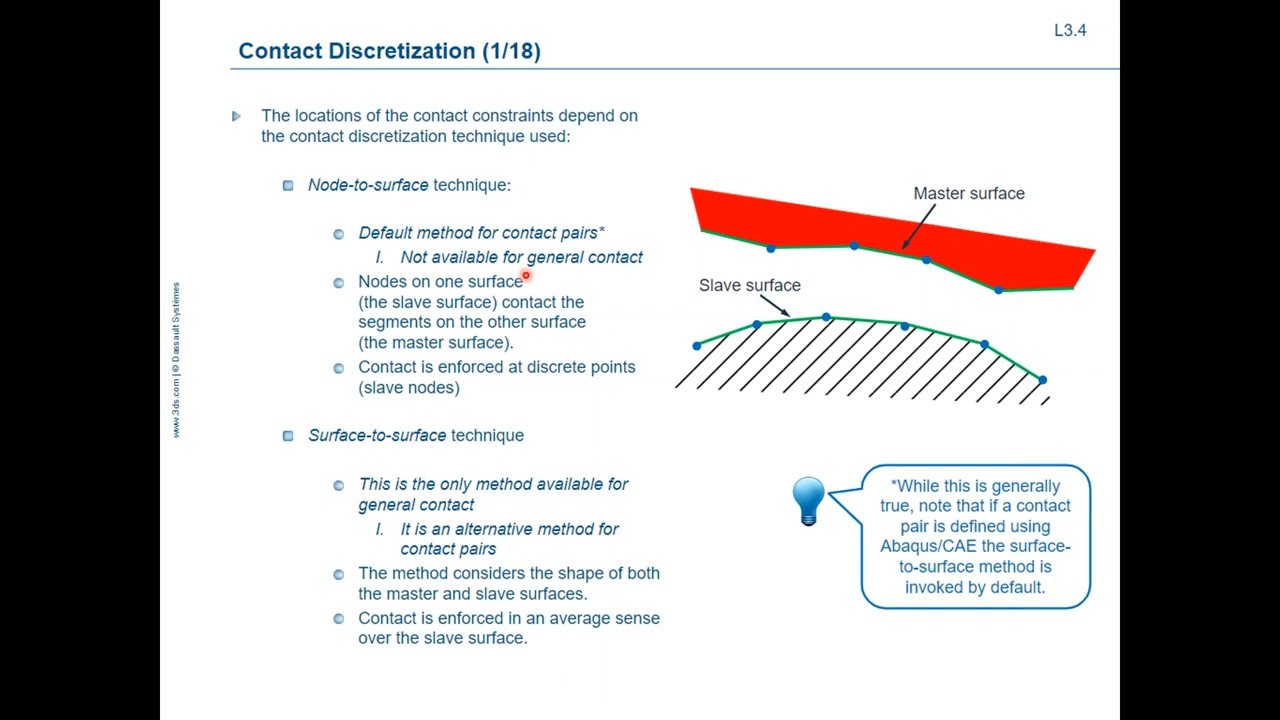 L3.4
Contact Discretization (1/18)
The locations of the contact constraints depend on
the contact discretization technique used:
Node-to-surface technique:
Default method for contact pairs*
I. Not available for general contact
Nodes on one surface
(the slave surface) contact the
segments on the other surface
(the master surface).
Contact is enforced at discrete points
(slave nodes)
Surface-to-surface technique
This is the only method available for
general contact
I. It is an alternative method for
contact pairs
The method considers the shape of both
the master and slave surfaces.
Contact is enforced in an average sense
over the slave surface.
Master surface
Slave surface
*While this is generally
true, note that if a contact
pair is defined using
Abaqus/CAE the surface-
to-surface method is
invoked by default.
www.3ds.com | © Dassault Systèmes